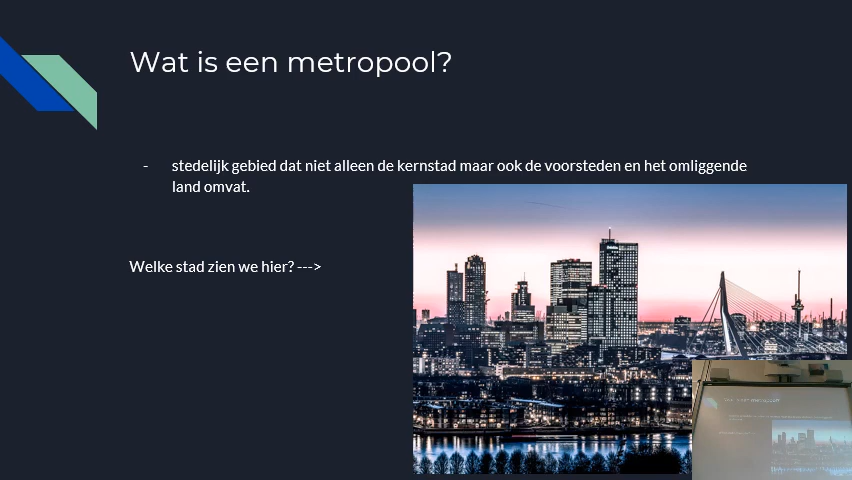 Wat is een metropool?
- stedelijk gebied dat niet alleen de kernstad maar ook de voorsteden en het omliggende
land omvat.
Welke stad zien we hier? --->